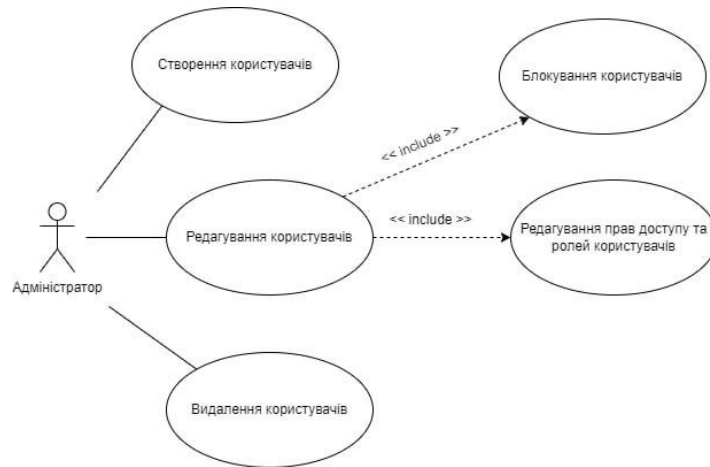 Створення користувачів
Блокування користувачів
<< include >>
Редагування користувачів
<< include >>
Редагування прав доступу та
ролей користувачів
Адміністратор
Видалення користувачів